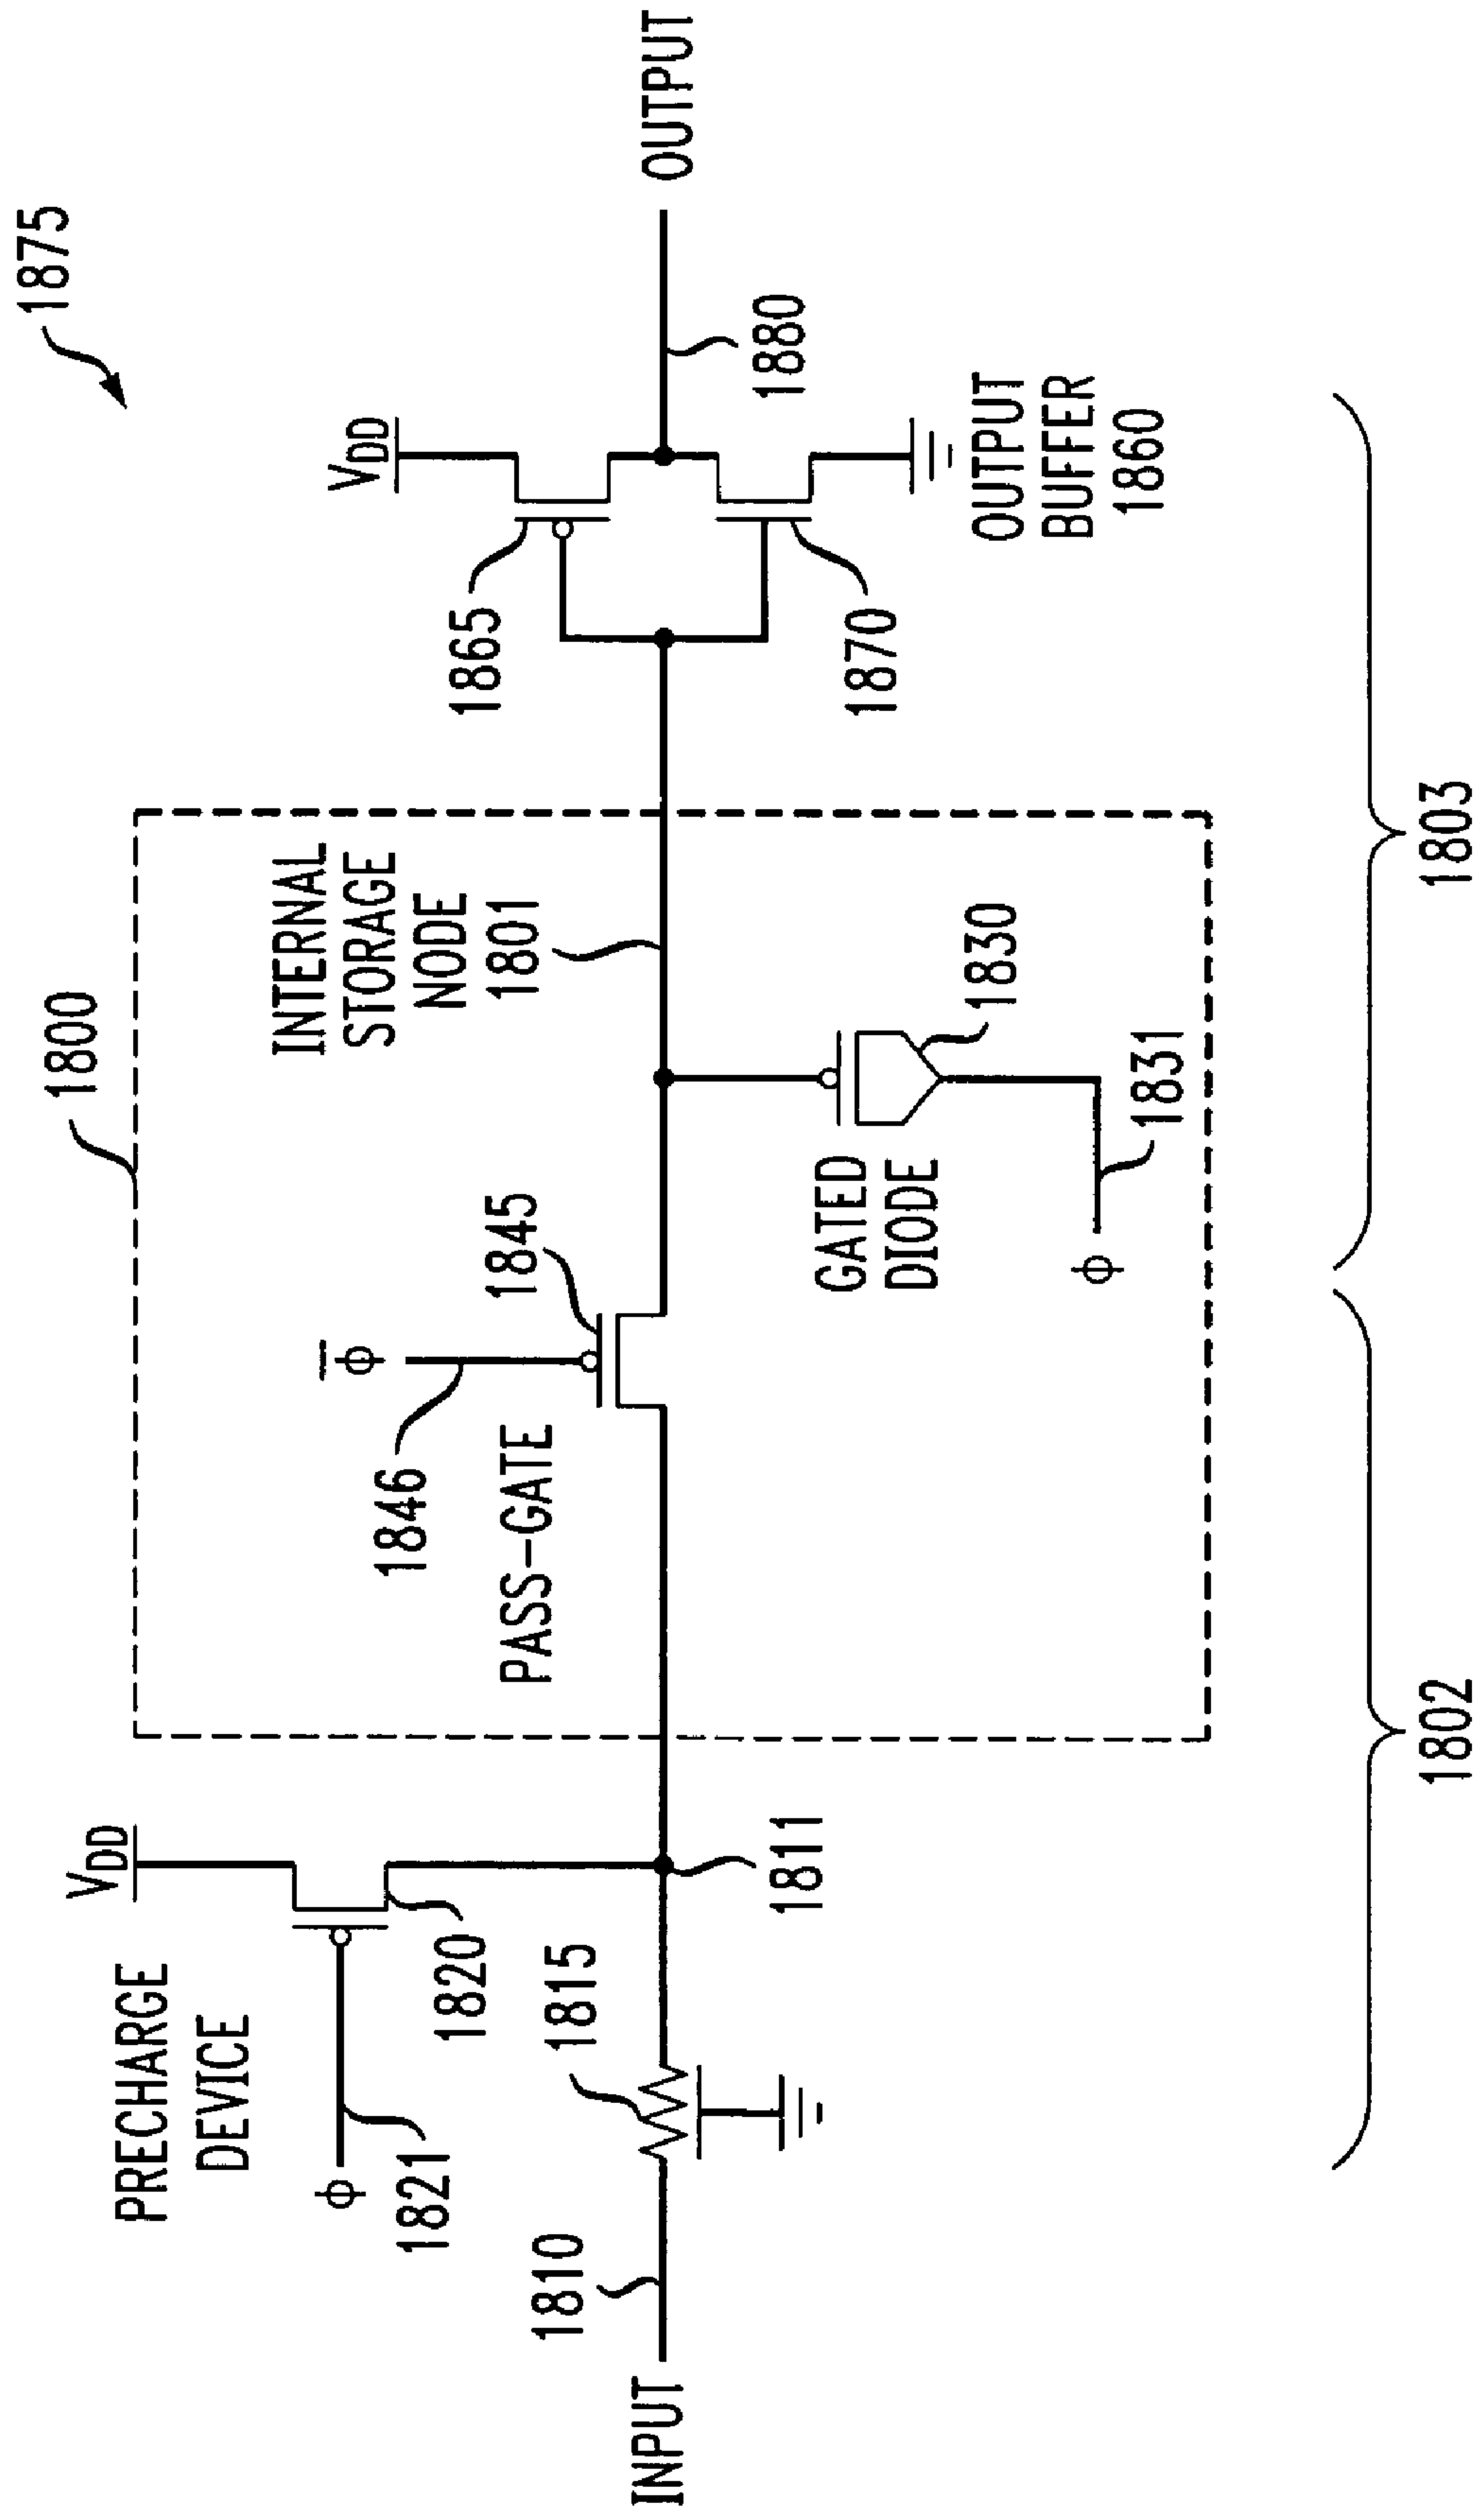 1875
1800
VDD
PRECHARGE
DEVICE
ϕ
1821
1820
INPUT
1810
1815
1811
ϕ̅
1846
PASS-GATE
1845
INTERNAL
STORAGE
NODE
1801
GATED
DIODE
1830
ϕ
1831
VDD
1865
1870
OUTPUT
1880
OUTPUT
BUFFER
1860
1802
1803